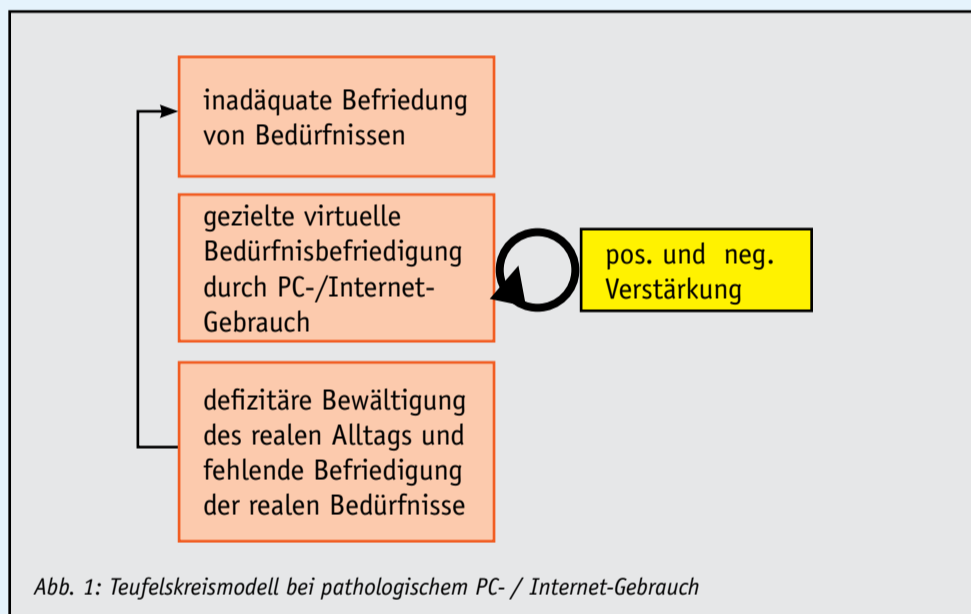 inadäquate Befriedung
von Bedürfnissen
gezielte virtuelle
Bedürfnisbefriedigung
durch PC-/Internet-
Gebrauch
pos. und neg.
Verstärkung
defizitäre Bewältigung
des realen Alltags und
fehlende Befriedigung
der realen Bedürfnisse
Abb. 1: Teufelskreismodell bei pathologischem PC- / Internet-Gebrauch